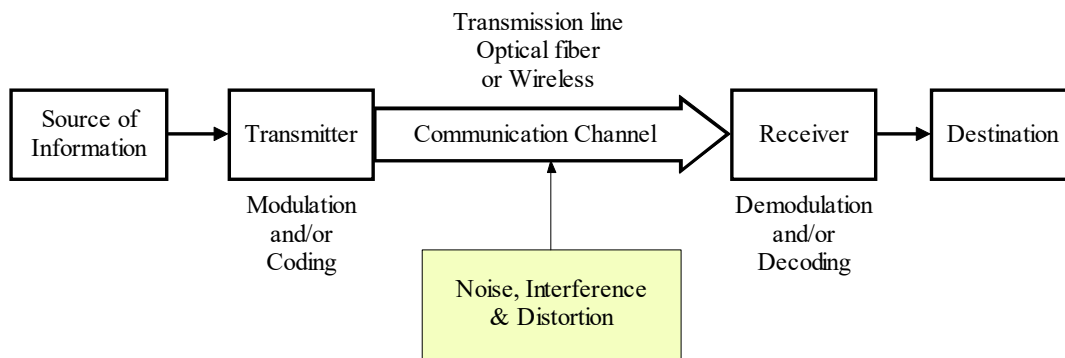 Transmission line
Optical fiber
or Wireless
Source of
Information
Transmitter
Communication Channel
Receiver
Destination
Modulation
and/or
Coding
Demodulation
and/or
Decoding
Noise, Interference
& Distortion